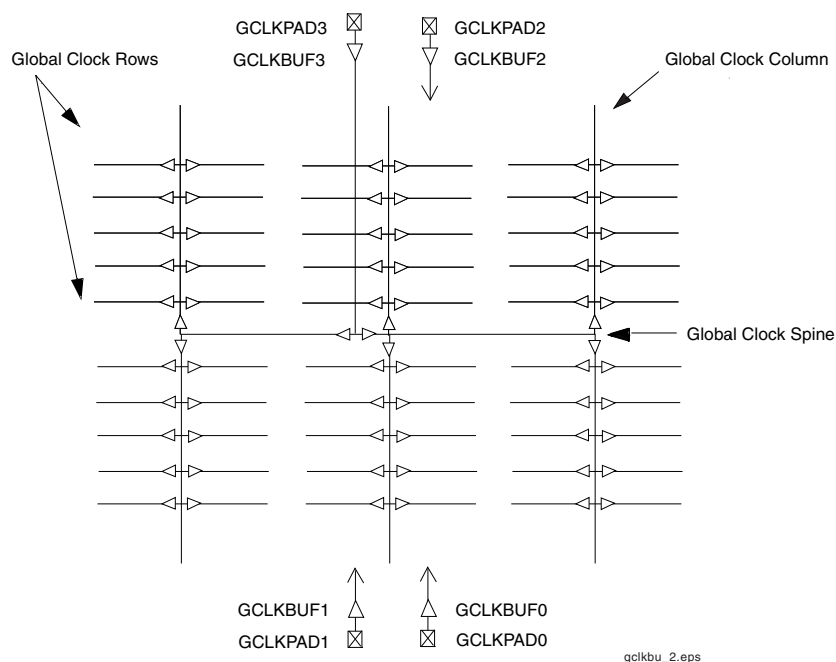 GCLKPAD3
GCLKPAD2
GCLKBUF3
GCLKBUF2
Global Clock Rows
Global Clock Column
Global Clock Spine
GCLKBUF1
GCLKBUF0
GCLKPAD1
GCLKPAD0
gclkbu_2.eps